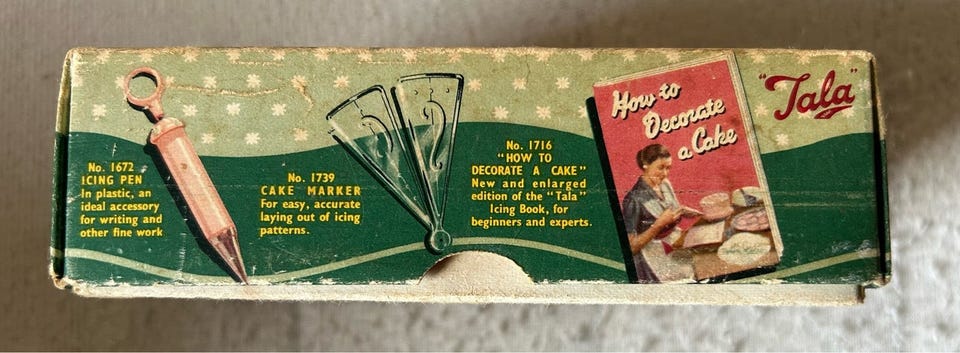 No. 1672
ICING PEN
In plastic, an
ideal accessory
for writing and
other fine work
No. 1739
CAKE MARKER
For easy, accurate
laying out of icing
patterns.
No. 1716
"HOW TO
DECORATE A CAKE"
New and enlarged
edition of the "Tala"
Icing Book, for
beginners and experts.
How to
Decorate
a Cake
"Tala"